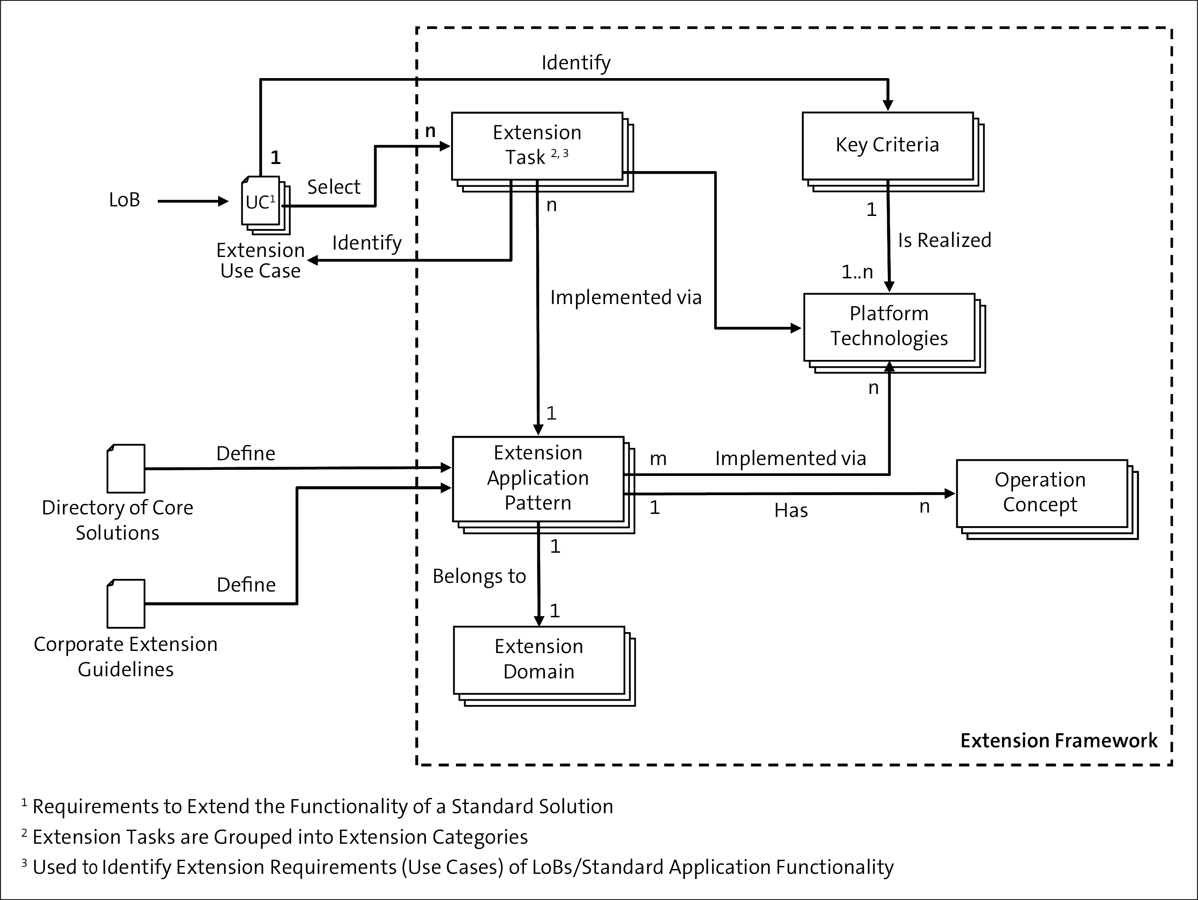 Identify
n
Extension
Task 2, 3
Key Criteria
1
Select
LoB
UC1
n
1
Extension
Use Case
Identify
Is Realized
1..n
Implemented via
Platform
Technologies
n
1
Define
Extension
Application
Pattern
m
Implemented via
Directory of Core
Solutions
1
Has
n
Operation
Concept
1
Belongs to
Define
1
Corporate Extension
Guidelines
Extension
Domain
Extension Framework
1 Requirements to Extend the Functionality of a Standard Solution
2 Extension Tasks are Grouped into Extension Categories
3 Used to Identify Extension Requirements (Use Cases) of LoBs/Standard Application Functionality